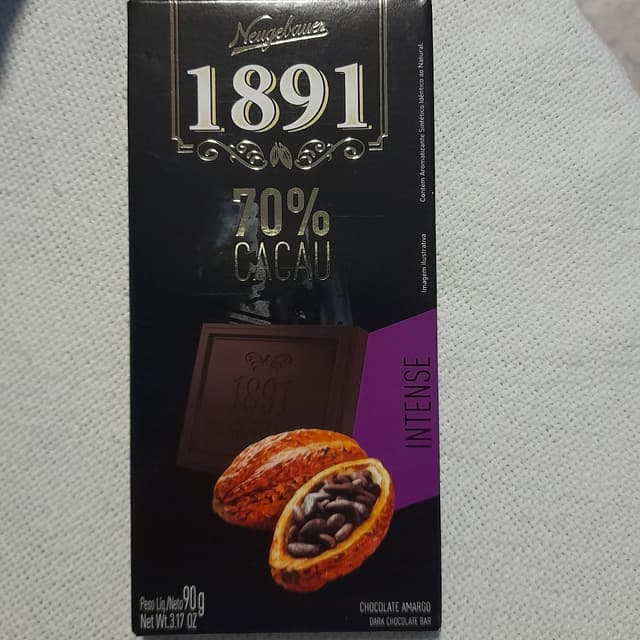 Neugebauer
1891
70%
CACAU
Contém Aromatizante Sintético Idêntico ao Natural.
Imagem Ilustrativa
INTENSE
1891
Peso Líq./Neto 90g
Net Wt.3.17 OZ
CHOCOLATE AMARGO
DARK CHOCOLATE BAR